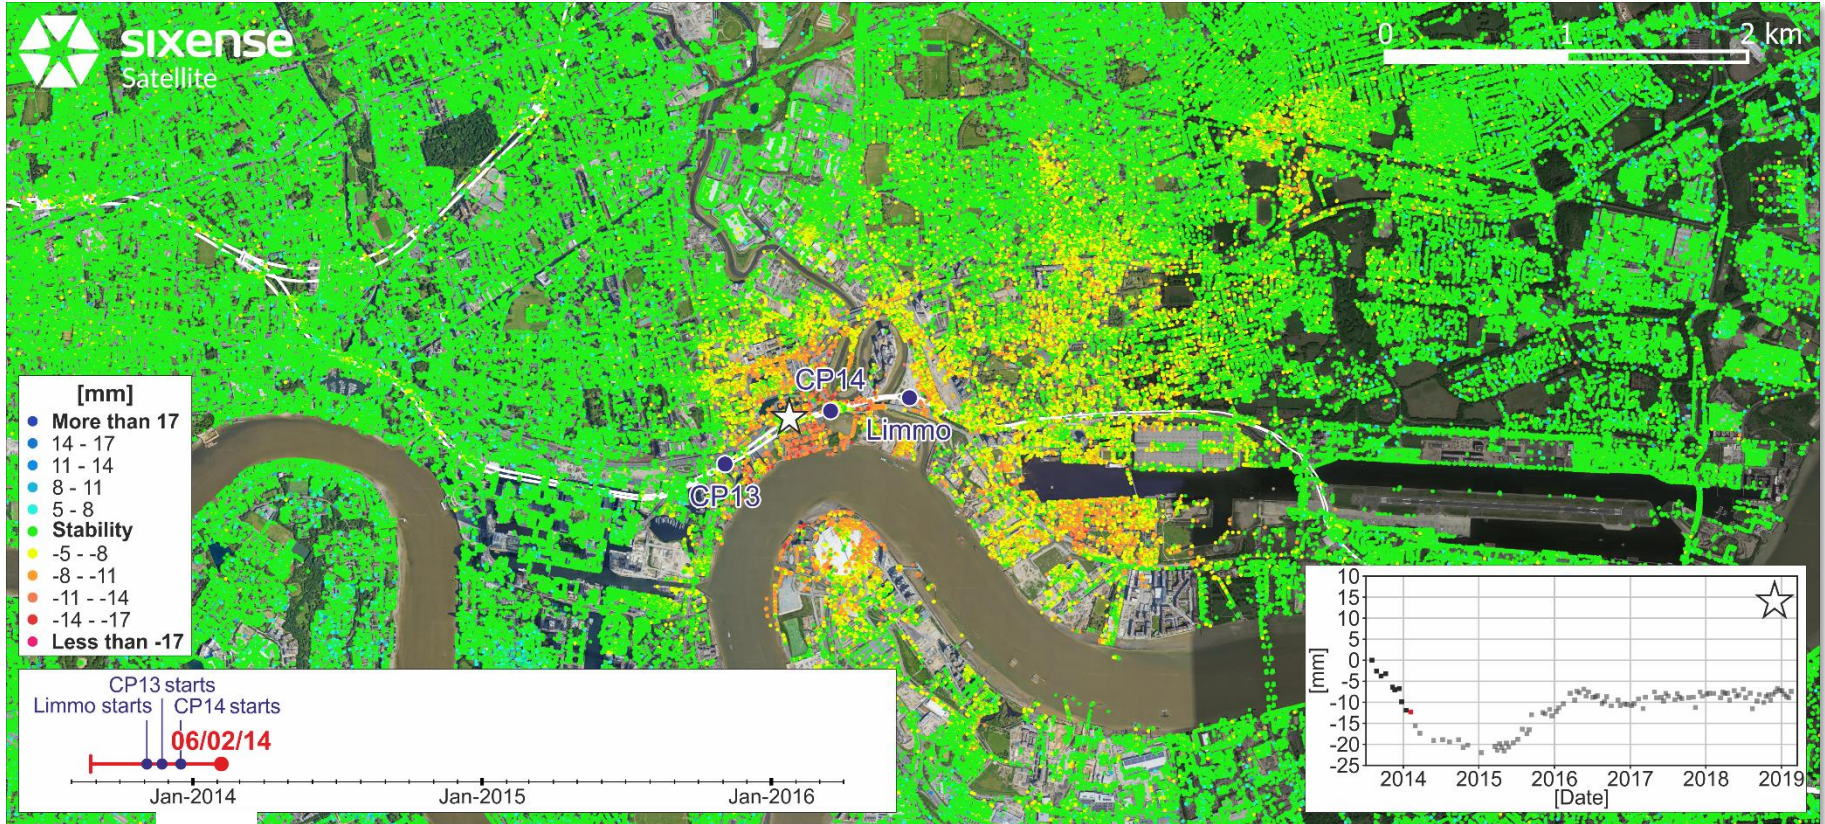 sixense
Satellite
0 1 2 km
CP14
Limmo
CP13
[mm]
More than 17
14 - 17
11 - 14
8 - 11
5 - 8
Stability
-5 - -8
-8 - -11
-11 - -14
-14 - -17
Less than -17
CP13 starts
Limmo starts CP14 starts
06/02/14
Jan-2014 Jan-2015 Jan-2016
10
15
10
5
0
-5
-10
-15
-20
-25
[mm]
2014 2015 2016 2017 2018 2019
[Date]